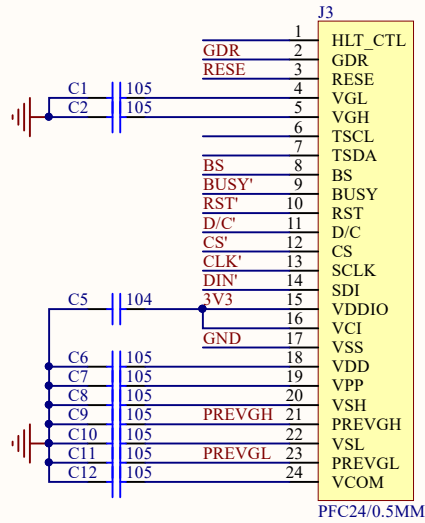 J3
1 HLT_CTL
GDR 2 GDR
RESE 3 RESE
C1 105 4 VGL
C2 105 5 VGH
6 TSCL
7 TSDA
BS 8 BS
BUSY' 9 BUSY
RST' 10 RST
D/C' 11 D/C
CS' 12 CS
CLK' 13 SCLK
DIN' 14 SDI
C5 104 3V3 15 VDDIO
16 VCI
GND 17 VSS
C6 105 18 VDD
C7 105 19 VPP
C8 105 20 VSH
C9 105 PREVGH 21 PREVGH
C10 105 22 VSL
C11 105 PREVGL 23 PREVGL
C12 105 24 VCOM
PFC24/0.5MM